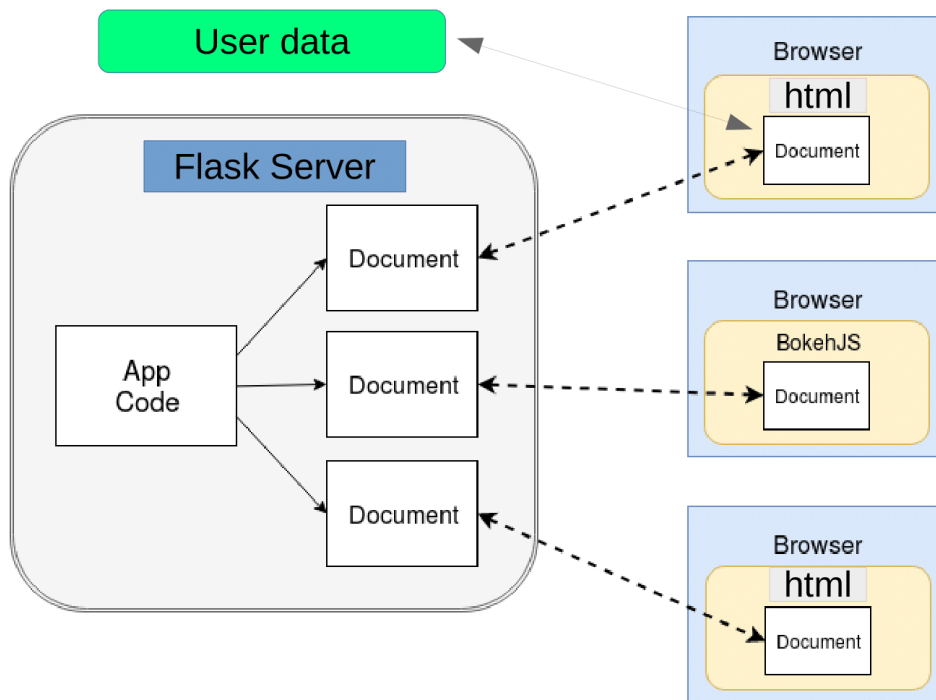 User data
Flask Server
App
Code
Document
Document
Document
Browser
html
Document
Browser
BokehJS
Document
Browser
html
Document